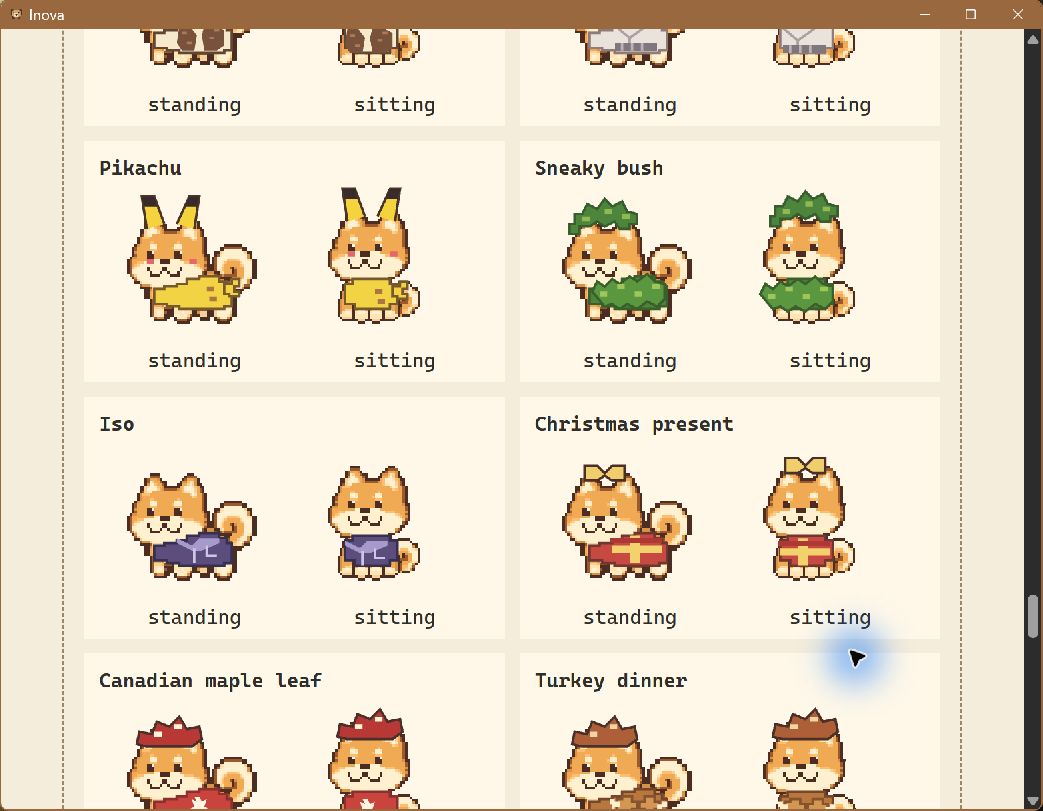 Inova
standing sitting
standing sitting
Pikachu
Sneaky bush
standing sitting
standing sitting
Iso
Christmas present
standing sitting
standing sitting
Canadian maple leaf
Turkey dinner